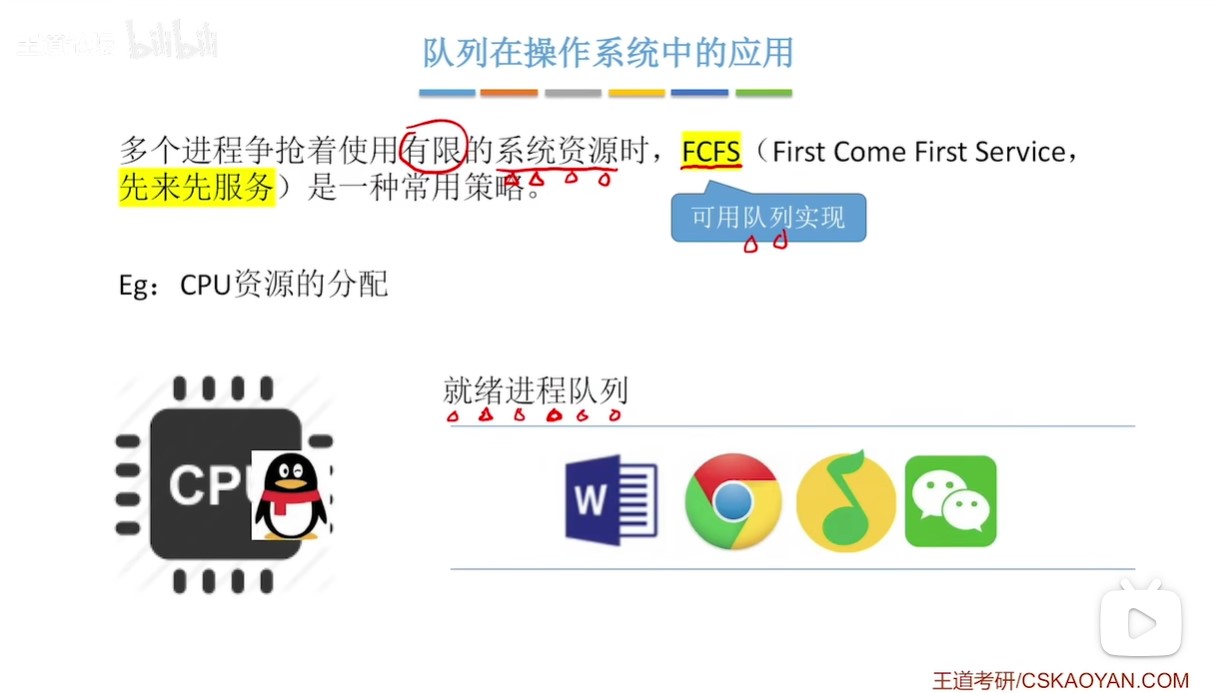 王道论坛 bilibili
队列在操作系统中的应用
多个进程争抢着使用有限的系统资源时，FCFS（First Come First Service，
先来先服务）是一种常用策略。
可用队列实现
Eg：CPU资源的分配
就绪进程队列
CPU
W
王道考研/CSKAOYAN.COM